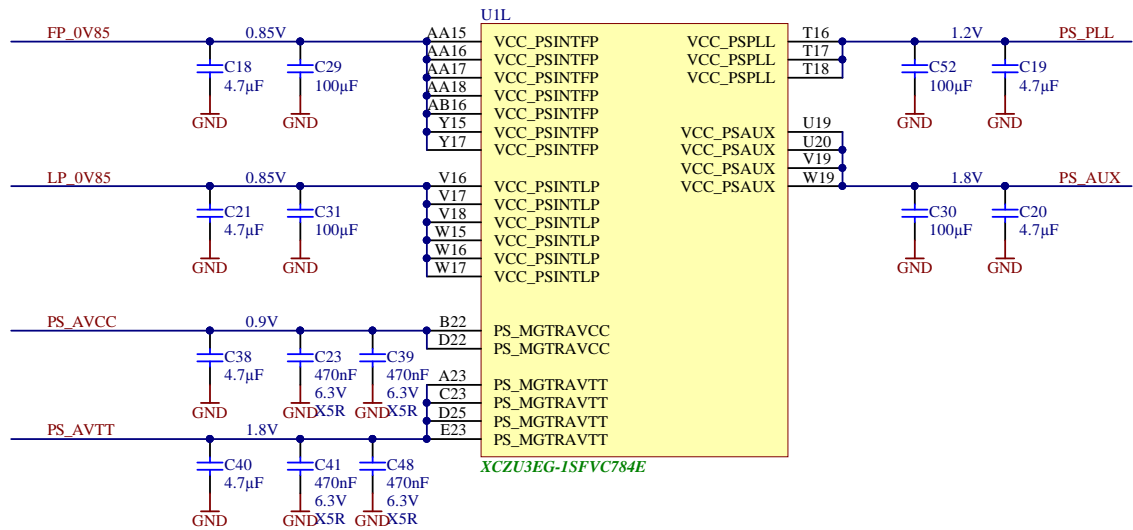 U1L
FP_0V85 0.85V AA15 VCC_PSINTFP VCC_PSPLL T16 1.2V PS_PLL
AA16 VCC_PSINTFP VCC_PSPLL T17
C18 C29 AA17 VCC_PSINTFP VCC_PSPLL T18 C52 C19
4.7µF 100µF AA18 VCC_PSINTFP 100µF 4.7µF
AB16 VCC_PSINTFP
GND GND Y15 VCC_PSINTFP VCC_PSAUX U19 GND GND
Y17 VCC_PSINTFP VCC_PSAUX U20
VCC_PSAUX V19
LP_0V85 0.85V V16 VCC_PSINTLP VCC_PSAUX W19 1.8V PS_AUX
V17 VCC_PSINTLP
C21 C31 V18 VCC_PSINTLP C30 C20
4.7µF 100µF W15 VCC_PSINTLP 100µF 4.7µF
W16 VCC_PSINTLP
GND GND W17 VCC_PSINTLP GND GND
PS_AVCC 0.9V B22 PS_MGTRAVCC
D22 PS_MGTRAVCC
C38 C23 C39
4.7µF 470nF 470nF
A23 PS_MGTRAVTT
6.3V 6.3V C23 PS_MGTRAVTT
GND GND X5R GND X5R D25 PS_MGTRAVTT
PS_AVTT 1.8V E23 PS_MGTRAVTT
C40 C41 C48 XCZU3EG-1SFVC784E
4.7µF 470nF 470nF
6.3V 6.3V
GND GND X5R GND X5R